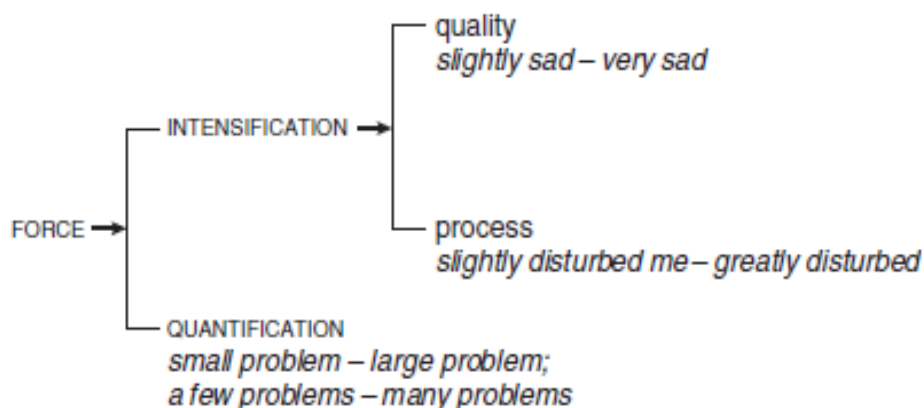 quality
slightly sad – very sad
INTENSIFICATION
FORCE
process
slightly disturbed me – greatly disturbed
QUANTIFICATION
small problem – large problem;
a few problems – many problems